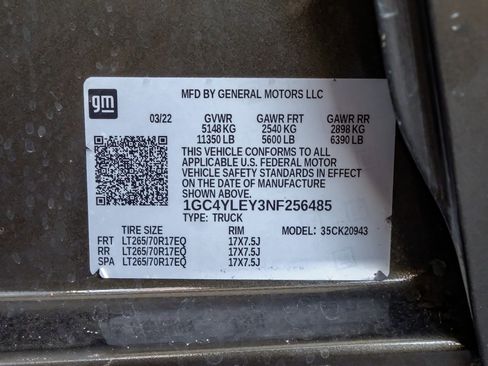 gm
MFD BY GENERAL MOTORS LLC
03/22 GVWR GAWR FRT GAWR RR
5148 KG 2540 KG 2898 KG
11350 LB 5600 LB 6390 LB
THIS VEHICLE CONFORMS TO ALL
APPLICABLE U.S. FEDERAL MOTOR
VEHICLE SAFETY STANDARDS IN EFFECT
ON THE DATE OF MANUFACTURE
SHOWN ABOVE.
1GC4YLEY3NF256485
TYPE: TRUCK
TIRE SIZE RIM MODEL: 35CK20943
FRT LT265/70R17EQ 17X7.5J
RR LT265/70R17EQ 17X7.5J
SPA LT265/70R17EQ 17X7.5J